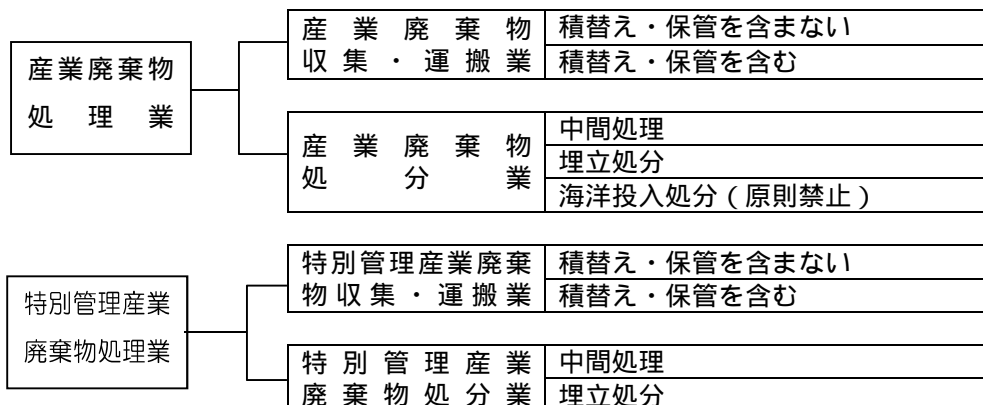 産業廃棄物
処理業
産業廃棄物
収集・運搬業
積替え・保管を含まない
積替え・保管を含む
産業廃棄物
処分業
中間処理
埋立処分
海洋投入処分(原則禁止)
特別管理産業
廃棄物処理業
特別管理産業廃棄
物収集・運搬業
積替え・保管を含まない
積替え・保管を含む
特別管理産業
廃棄物処分業
中間処理
埋立処分